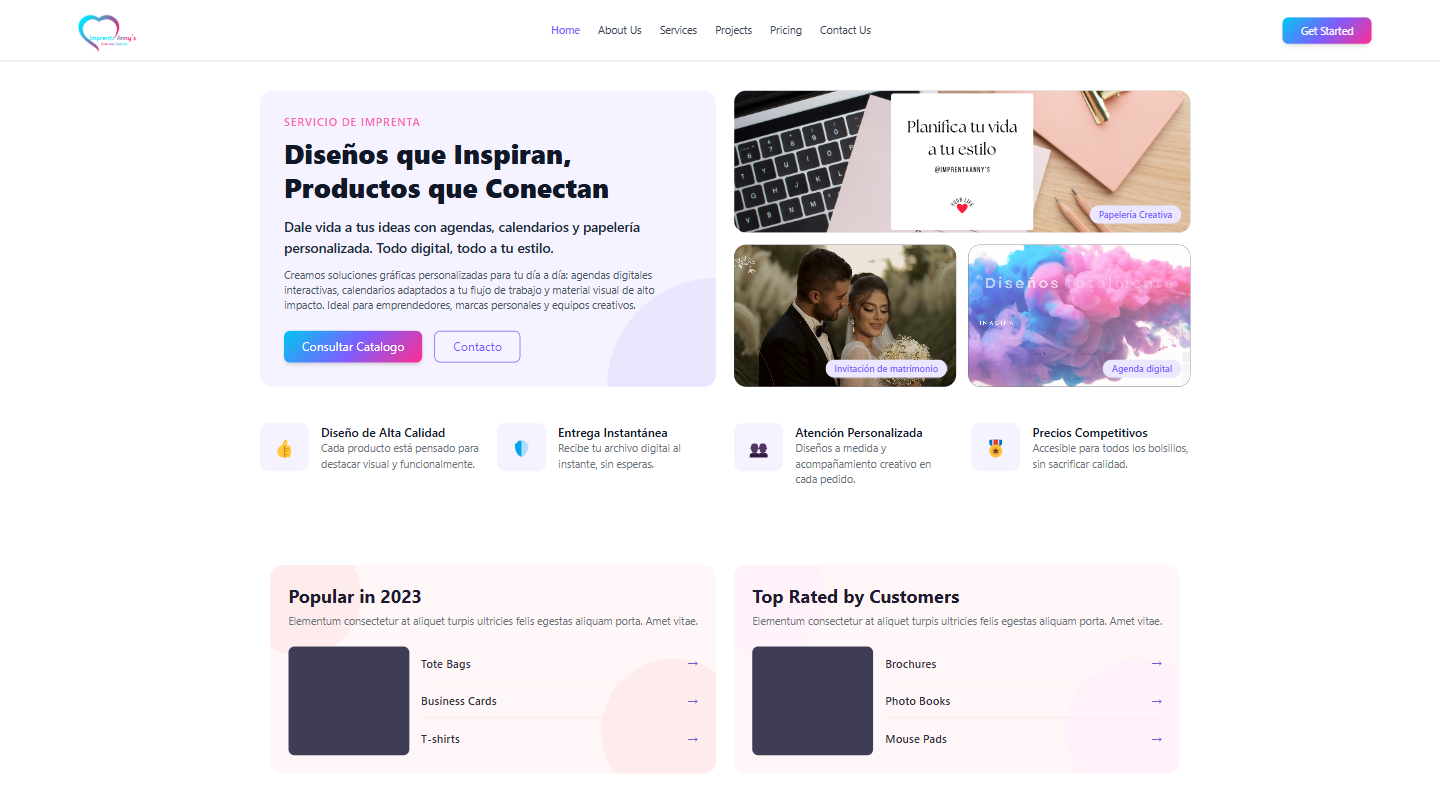 Imprent Anny's
Home
About Us
Services
Projects
Pricing
Contact Us
Get Started
SERVICIO DE IMPRENTA
Diseños que Inspiran,
Productos que Conectan
Dale vida a tus ideas con agendas, calendarios y papelería
personalizada. Todo digital, todo a tu estilo.
Creamos soluciones gráficas personalizadas para tu día a día: agendas digitales
interactivas, calendarios adaptados a tu flujo de trabajo y material visual de alto
impacto. Ideal para emprendedores, marcas personales y equipos creativos.
Consultar Catalogo
Contacto
Planifica tu vida
a tu estilo
@IMPRENTAANNY'S
YOUR LIFE
Papelería Creativa
Invitación de matrimonio
Diseños totalmente
IMAGINA
Agenda digital
Diseño de Alta Calidad
Cada producto está pensado para
destacar visual y funcionalmente.
Entrega Instantánea
Recibe tu archivo digital al
instante, sin esperas.
Atención Personalizada
Diseños a medida y
acompañamiento creativo en
cada pedido.
Precios Competitivos
Accesible para todos los bolsillos,
sin sacrificar calidad.
Popular in 2023
Elementum consectetur at aliquet turpis ultricies felis egestas aliquam porta. Amet vitae.
Tote Bags →
Business Cards →
T-shirts →
Top Rated by Customers
Elementum consectetur at aliquet turpis ultricies felis egestas aliquam porta. Amet vitae.
Brochures →
Photo Books →
Mouse Pads →